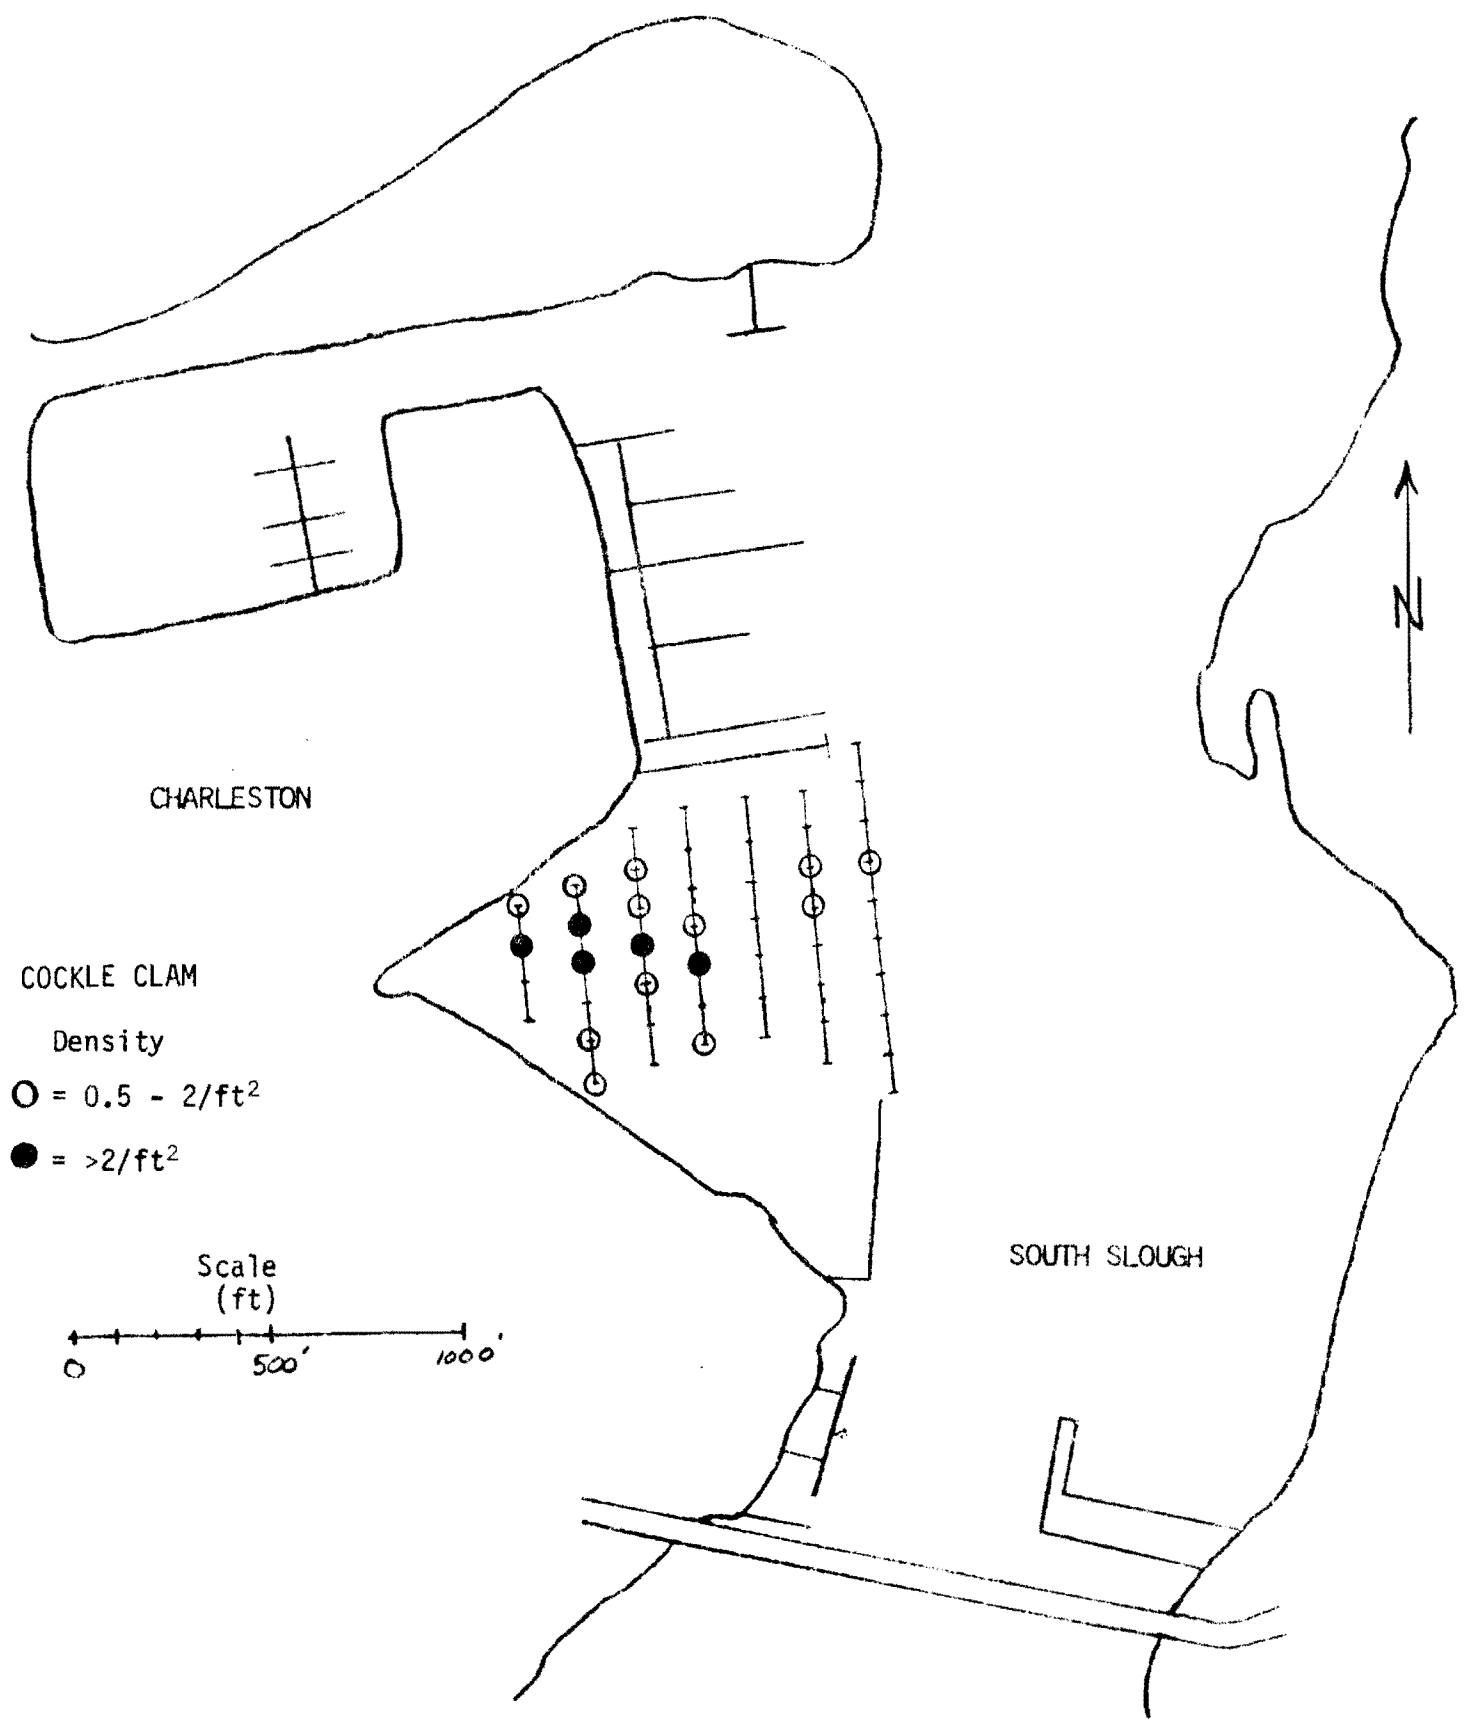 N
CHARLESTON
COCKLE CLAM
Density
O = 0.5 - 2/ft²
● = >2/ft²
SOUTH SLOUGH
Scale
(ft)
0 500' 1000'